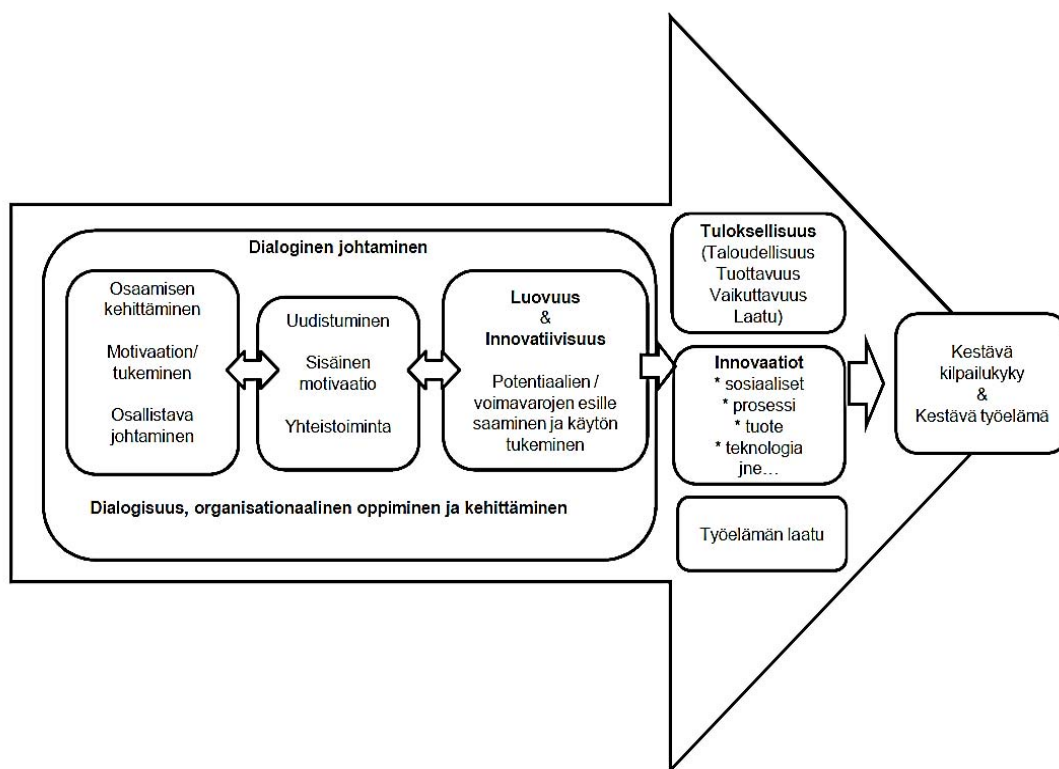 Dialoginen johtaminen
Osaamisen
kehittäminen
Motivaation/
tukeminen
Osallistava
johtaminen
Uudistuminen
Sisäinen
motivaatio
Yhteistoiminta
Luovuus
&
Innovatiivisuus
Potentiaalien /
voimavarojen esille
saaminen ja käytön
tukeminen
Dialogisuus, organisationaalinen oppiminen ja kehittäminen
Tuloksellisuus
(Taloudellisuus
Tuottavuus
Vaikuttavuus
Laatu)
Innovaatiot
* sosiaaliset
* prosessi
* tuote
* teknologia
jne…
Työelämän laatu
Kestävä
kilpailukyky
&
Kestävä työelämä